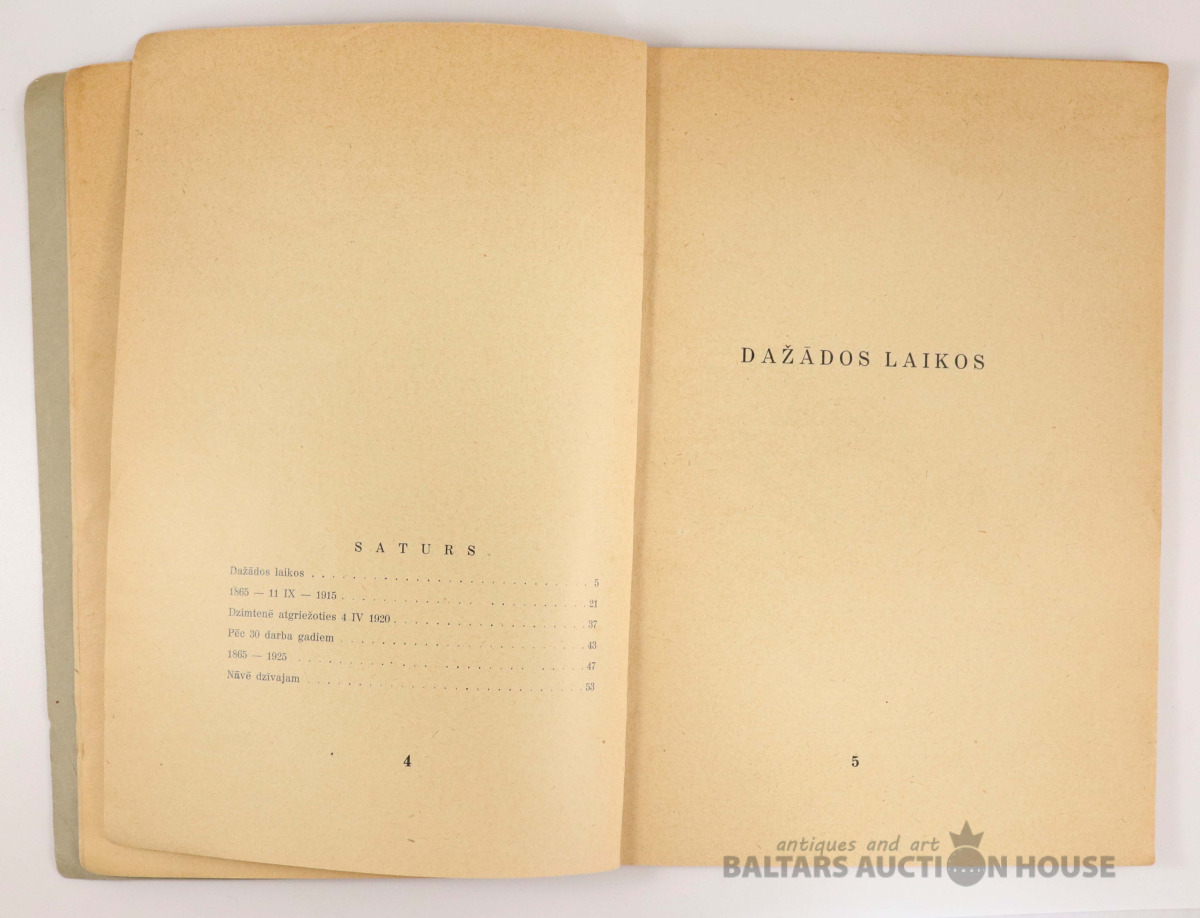 SATURS
Dažādos laikos . . . . . . . . . . . . . . . . . . . . . . . . . . . 5
1865 — 11 IX — 1915 . . . . . . . . . . . . . . . . . . . . . . 21
Dzimtenē atgriežoties 4 IV 1920 . . . . . . . . . . . . . . . . . 37
Pēc 30 darba gadiem . . . . . . . . . . . . . . . . . . . . . . . 43
1865 — 1925 . . . . . . . . . . . . . . . . . . . . . . . . . . 47
Nāvē dzīvajam . . . . . . . . . . . . . . . . . . . . . . . . . . 53
4
DAŽĀDOS LAIKOS
5
antiques and art
BALTARS AUCTION HOUSE